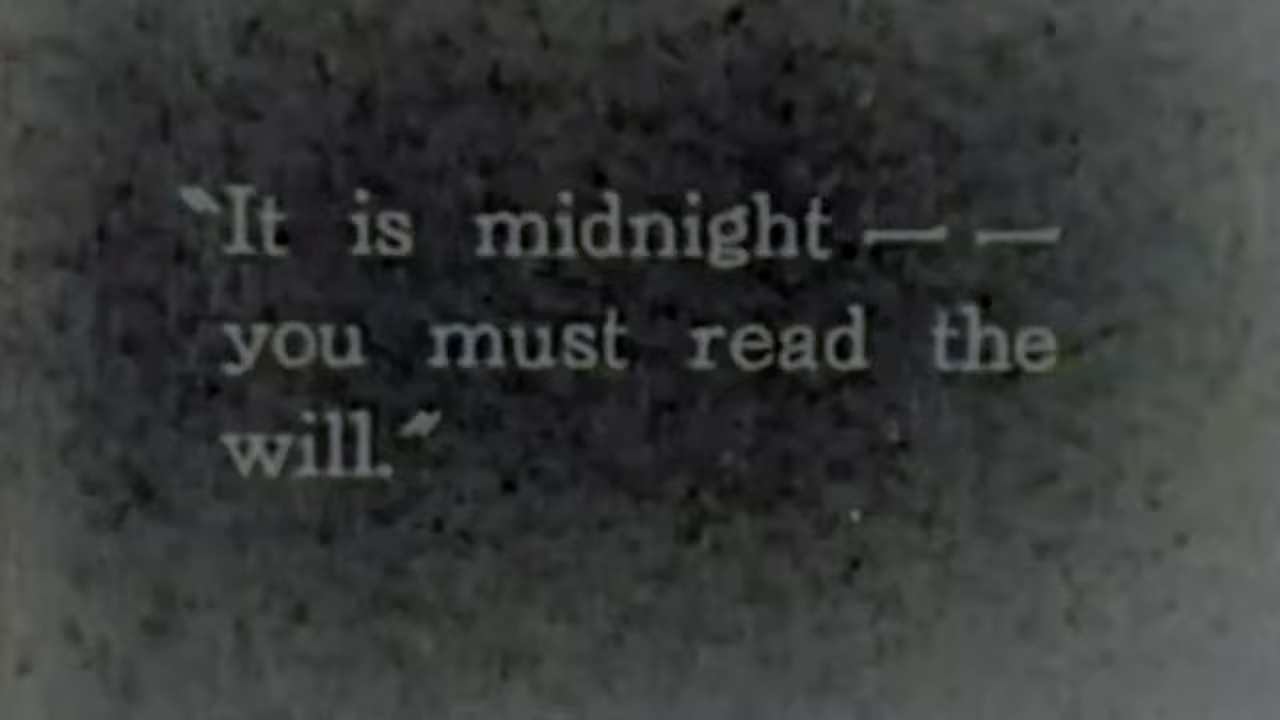 "It is midnight — —
you must read the
will."